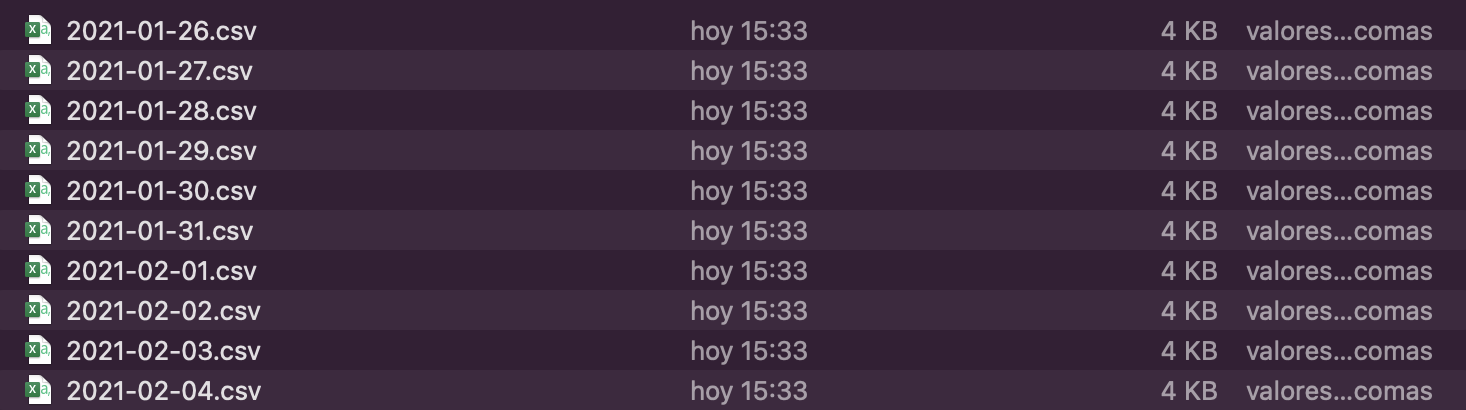 2021-01-26.csv hoy 15:33 4 KB valores...comas
2021-01-27.csv hoy 15:33 4 KB valores...comas
2021-01-28.csv hoy 15:33 4 KB valores...comas
2021-01-29.csv hoy 15:33 4 KB valores...comas
2021-01-30.csv hoy 15:33 4 KB valores...comas
2021-01-31.csv hoy 15:33 4 KB valores...comas
2021-02-01.csv hoy 15:33 4 KB valores...comas
2021-02-02.csv hoy 15:33 4 KB valores...comas
2021-02-03.csv hoy 15:33 4 KB valores...comas
2021-02-04.csv hoy 15:33 4 KB valores...comas